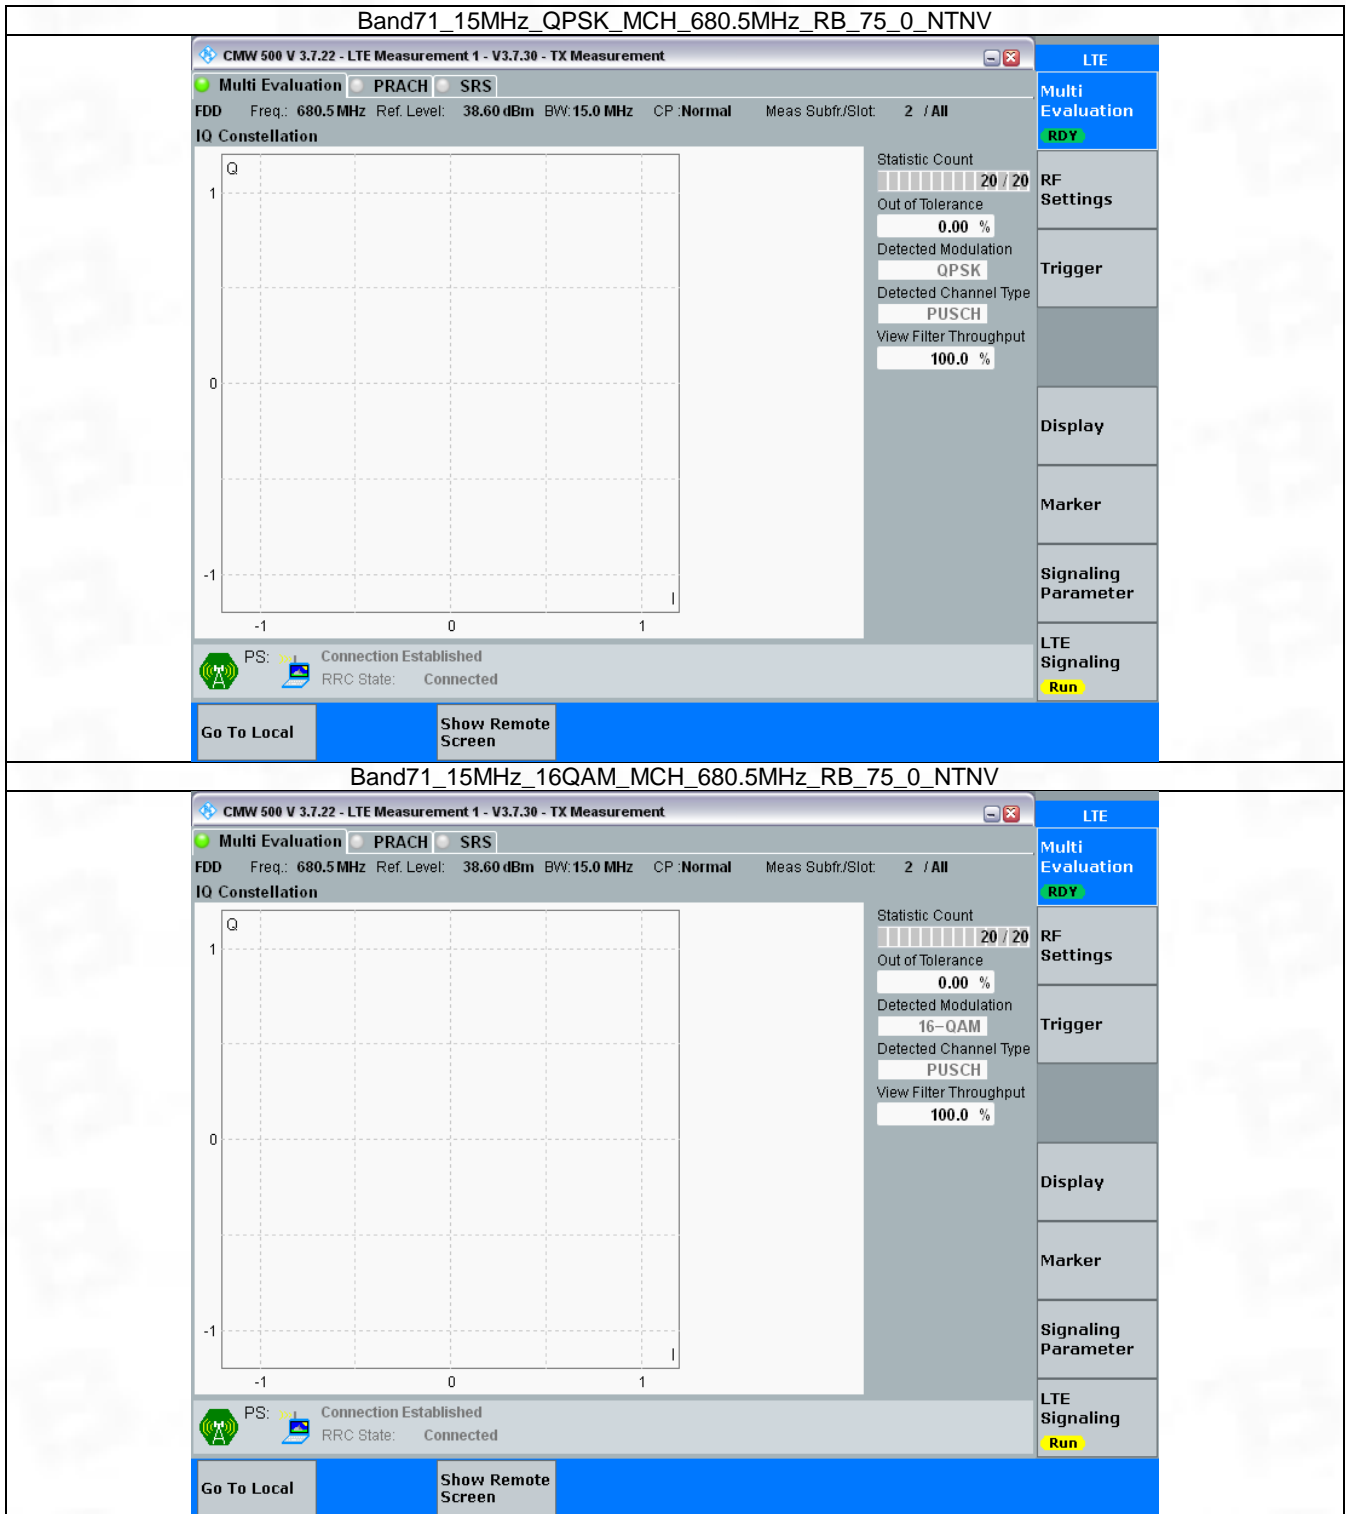 Band71_15MHz_QPSK_MCH_680.5MHz_RB_75_0_NTNV
CMW 500 V 3.7.22 - LTE Measurement 1 - V3.7.30 - TX Measurement
LTE
Multi Evaluation PRACH SRS
Multi
Evaluation
RDY
FDD Freq.: 680.5 MHz Ref. Level: 38.60 dBm BW: 15.0 MHz CP : Normal Meas Subfr./Slot: 2 / All
IQ Constellation
Q
1
0
-1
I
-1 0 1
Statistic Count
20 / 20
Out of Tolerance
0.00 %
Detected Modulation
QPSK
Detected Channel Type
PUSCH
View Filter Throughput
100.0 %
RF
Settings
Trigger
Display
Marker
Signaling
Parameter
LTE
Signaling
Run
PS: Connection Established
RRC State: Connected
Go To Local
Show Remote
Screen
Band71_15MHz_16QAM_MCH_680.5MHz_RB_75_0_NTNV
CMW 500 V 3.7.22 - LTE Measurement 1 - V3.7.30 - TX Measurement
LTE
Multi Evaluation PRACH SRS
Multi
Evaluation
RDY
FDD Freq.: 680.5 MHz Ref. Level: 38.60 dBm BW: 15.0 MHz CP : Normal Meas Subfr./Slot: 2 / All
IQ Constellation
Q
1
0
-1
I
-1 0 1
Statistic Count
20 / 20
Out of Tolerance
0.00 %
Detected Modulation
16-QAM
Detected Channel Type
PUSCH
View Filter Throughput
100.0 %
RF
Settings
Trigger
Display
Marker
Signaling
Parameter
LTE
Signaling
Run
PS: Connection Established
RRC State: Connected
Go To Local
Show Remote
Screen